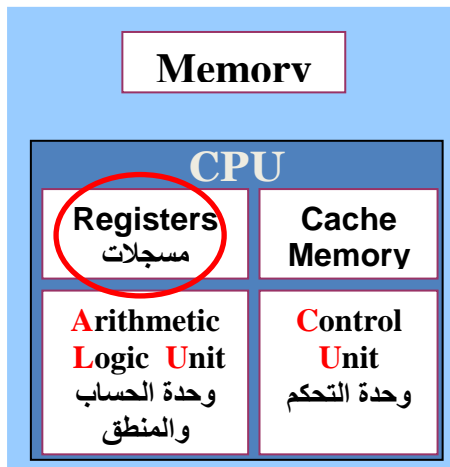 Memory
CPU
Registers
مسجلات
Cache
Memory
Arithmetic
Logic Unit
وحدة الحساب
والمنطق
Control
Unit
وحدة التحكم